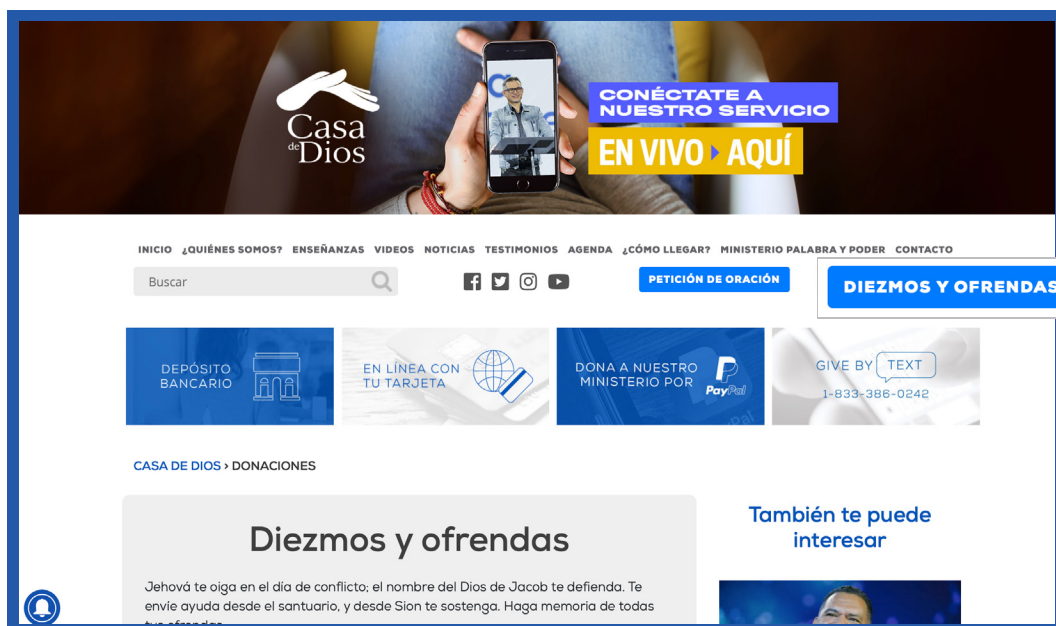 Casa
de Dios
CONÉCTATE A
NUESTRO SERVICIO
EN VIVO AQUÍ
INICIO ¿QUIÉNES SOMOS? ENSEÑANZAS VIDEOS NOTICIAS TESTIMONIOS AGENDA ¿CÓMO LLEGAR? MINISTERIO PALABRA Y PODER CONTACTO
Buscar
PETICIÓN DE ORACIÓN
DIEZMOS Y OFRENDAS
DEPÓSITO
BANCARIO
EN LÍNEA CON
TU TARJETA
DONA A NUESTRO
MINISTERIO POR
PayPal
GIVE BY TEXT
1-833-386-0242
CASA DE DIOS › DONACIONES
Diezmos y ofrendas
Jehová te oiga en el día de conflicto; el nombre del Dios de Jacob te defienda. Te
envíe ayuda desde el santuario, y desde Sion te sostenga. Haga memoria de todas
También te puede
interesar